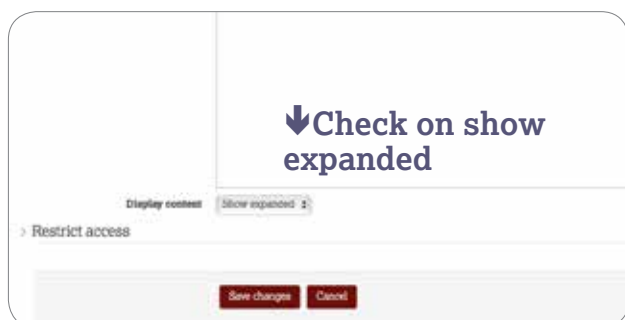 🡻Check on show
expanded
Display content Show expanded
› Restrict access
Save changes Cancel